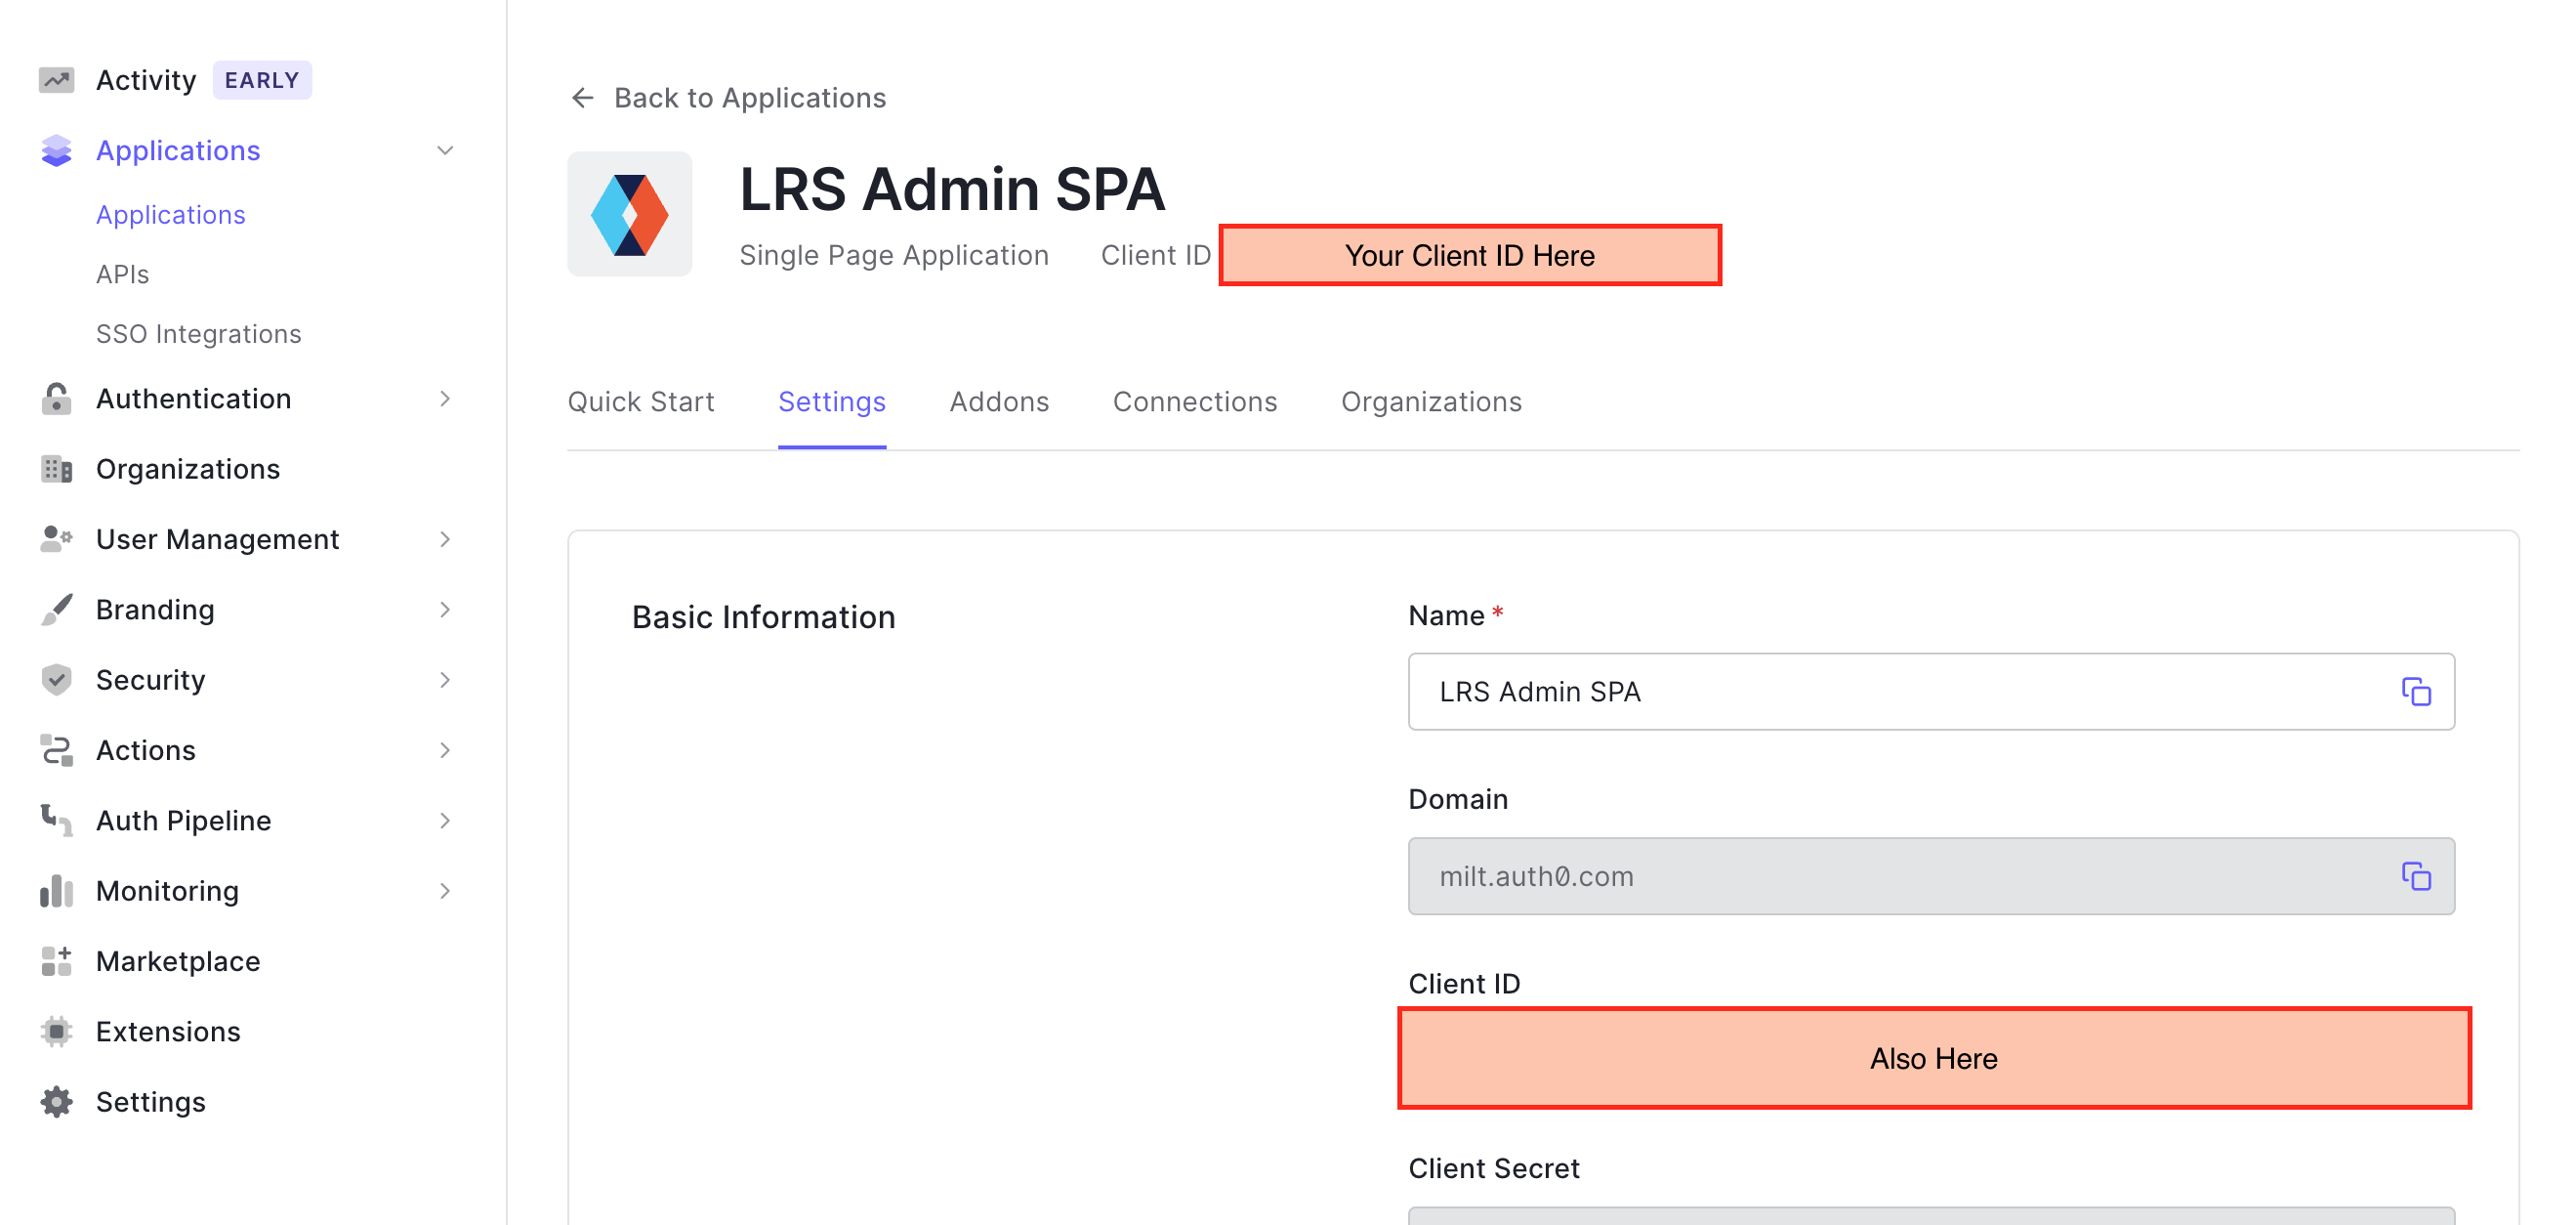 Activity EARLY
Applications
Applications
APIs
SSO Integrations
Authentication
Organizations
User Management
Branding
Security
Actions
Auth Pipeline
Monitoring
Marketplace
Extensions
Settings
Back to Applications
LRS Admin SPA
Single Page Application Client ID Your Client ID Here
Quick Start Settings Addons Connections Organizations
Basic Information
Name *
LRS Admin SPA
Domain
milt.auth0.com
Client ID
Also Here
Client Secret